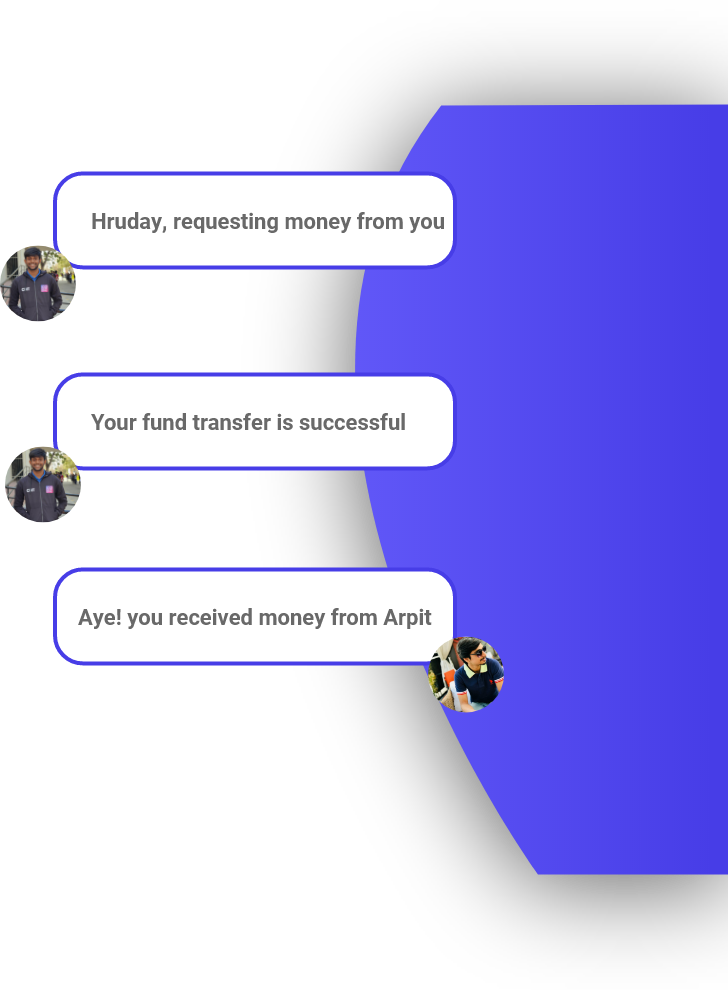 Hruday, requesting money from you
Your fund transfer is successful
Aye! you received money from Arpit